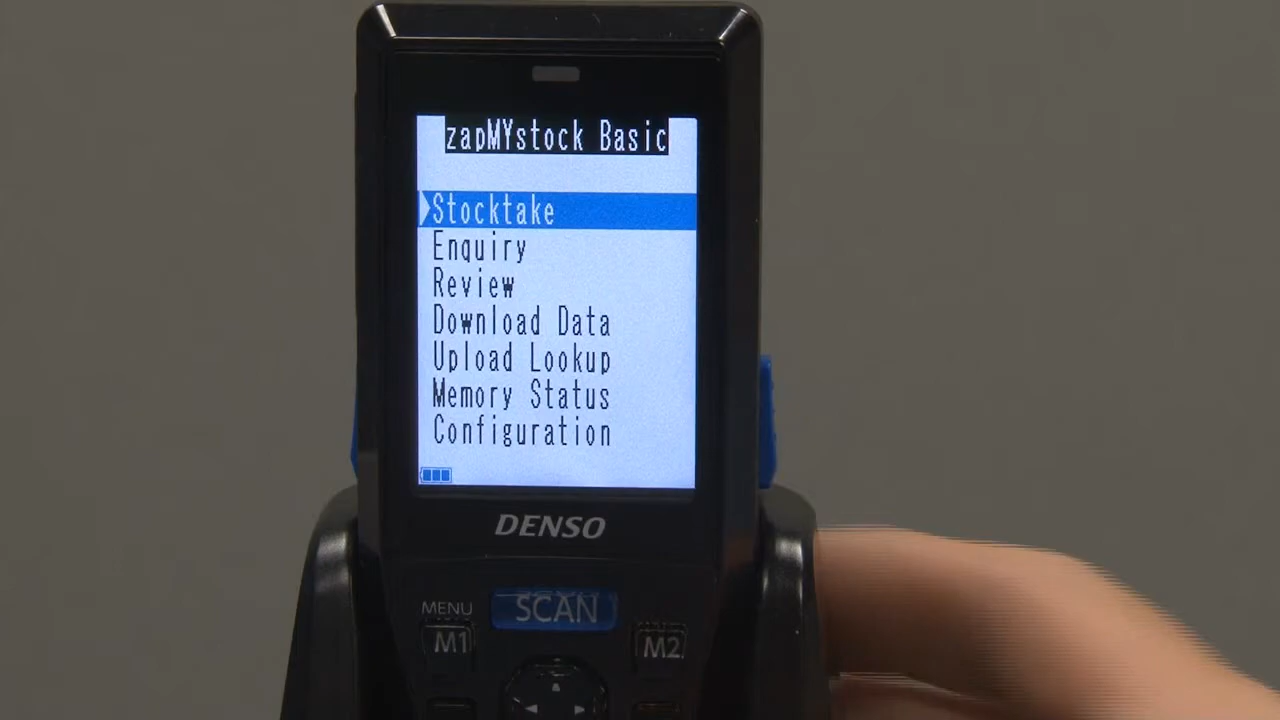 zapMYstock Basic
Stocktake
Enquiry
Review
Download Data
Upload Lookup
Memory Status
Configuration
DENSO
MENU
SCAN
M1
M2